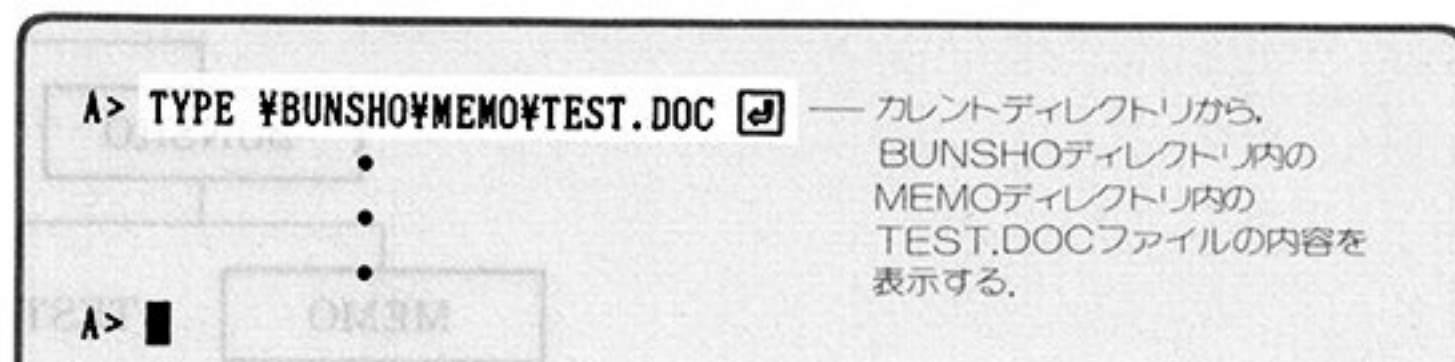 A> TYPE ¥BUNSHO¥MEMO¥TEST.DOC ⏎ — カレントディレクトリから,
BUNSHOディレクトリ内の
MEMOディレクトリ内の
TEST.DOCファイルの内容を
表示する.
A>